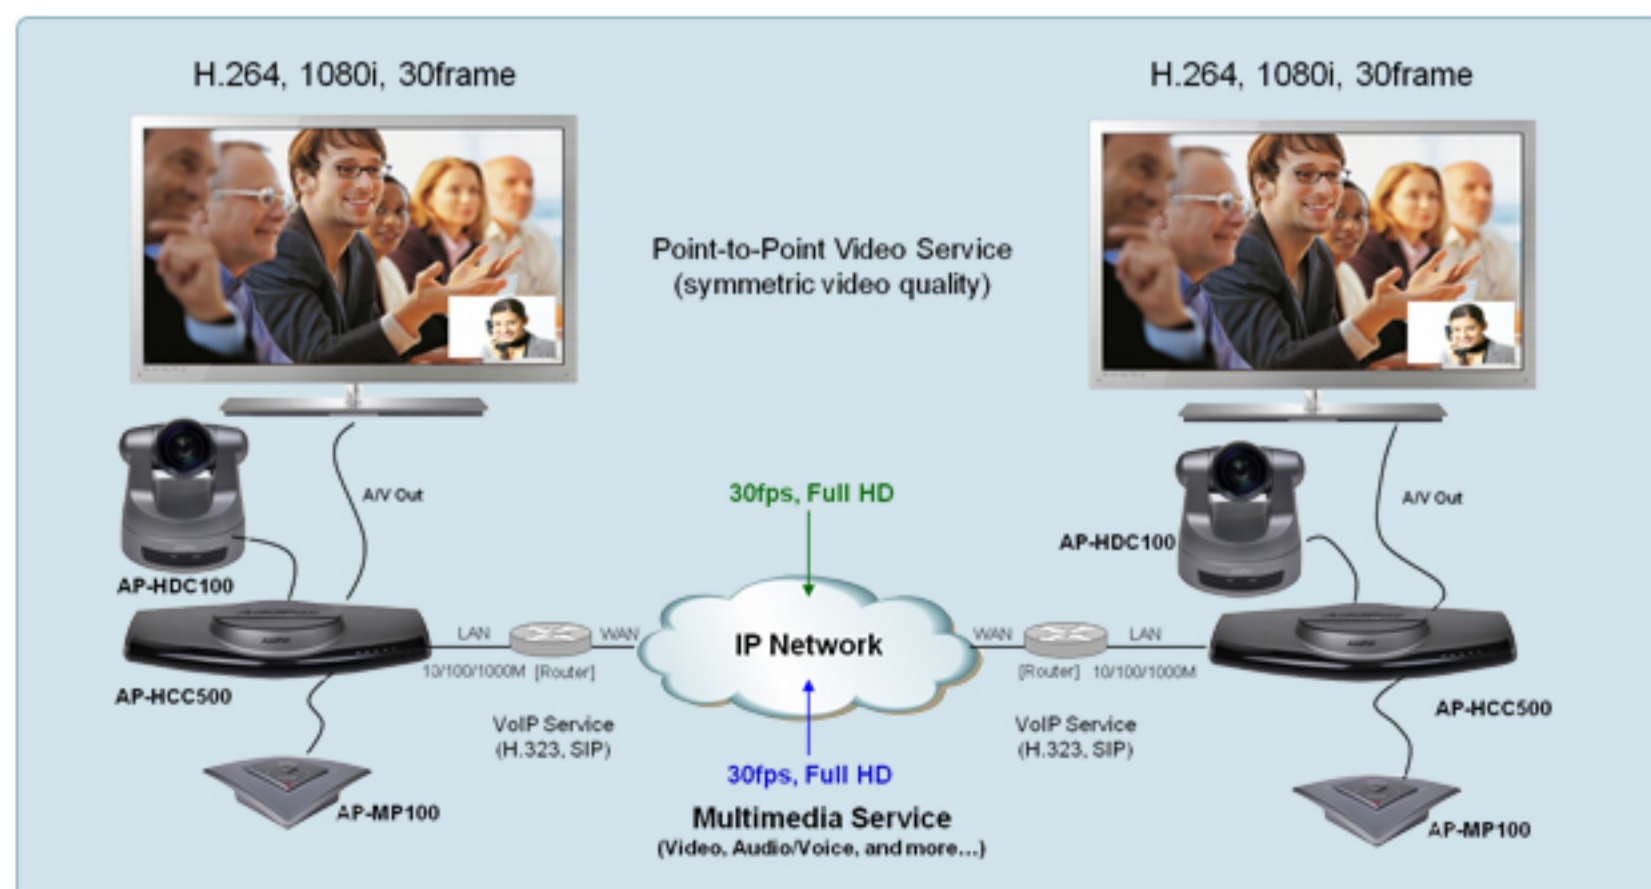 H.264, 1080i, 30frame
H.264, 1080i, 30frame
Point-to-Point Video Service
(symmetric video quality)
A/V Out
A/V Out
30fps, Full HD
AP-HDC100
AP-HDC100
IP Network
LAN
WAN
WAN
LAN
10/100/1000M [Router]
[Router] 10/100/1000M
AP-HCC500
AP-HCC500
VoIP Service
(H.323, SIP)
VoIP Service
(H.323, SIP)
30fps, Full HD
AP-MP100
AP-MP100
Multimedia Service
(Video, Audio/Voice, and more...)